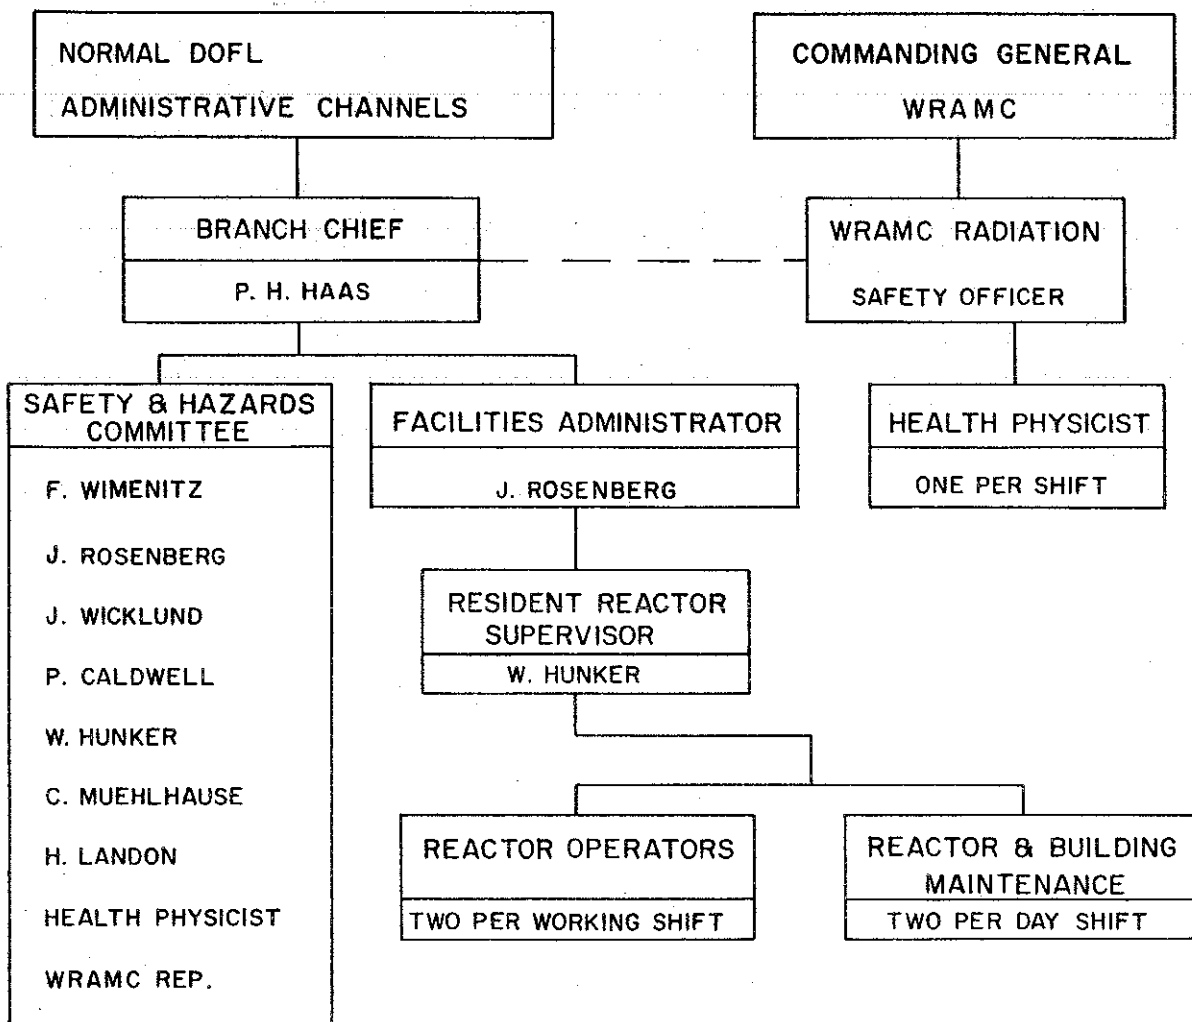 NORMAL DOFL
ADMINISTRATIVE CHANNELS
COMMANDING GENERAL
WRAMC
BRANCH CHIEF
P. H. HAAS
WRAMC RADIATION
SAFETY OFFICER
SAFETY & HAZARDS
COMMITTEE
F. WIMENITZ
J. ROSENBERG
J. WICKLUND
P. CALDWELL
W. HUNKER
C. MUEHLHAUSE
H. LANDON
HEALTH PHYSICIST
WRAMC REP.
FACILITIES ADMINISTRATOR
J. ROSENBERG
HEALTH PHYSICIST
ONE PER SHIFT
RESIDENT REACTOR
SUPERVISOR
W. HUNKER
REACTOR OPERATORS
TWO PER WORKING SHIFT
REACTOR & BUILDING
MAINTENANCE
TWO PER DAY SHIFT